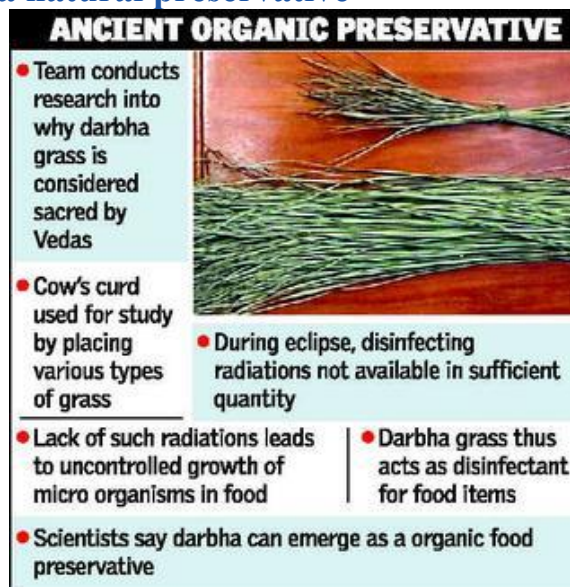 a natural preservative
ANCIENT ORGANIC PRESERVATIVE
• Team conducts
research into
why darbha
grass is
considered
sacred by
Vedas
• Cow's curd
used for study
by placing
various types
of grass
• During eclipse, disinfecting
radiations not available in sufficient
quantity
• Lack of such radiations leads
to uncontrolled growth of
micro organisms in food
• Darbha grass thus
acts as disinfectant
for food items
• Scientists say darbha can emerge as a organic food
preservative